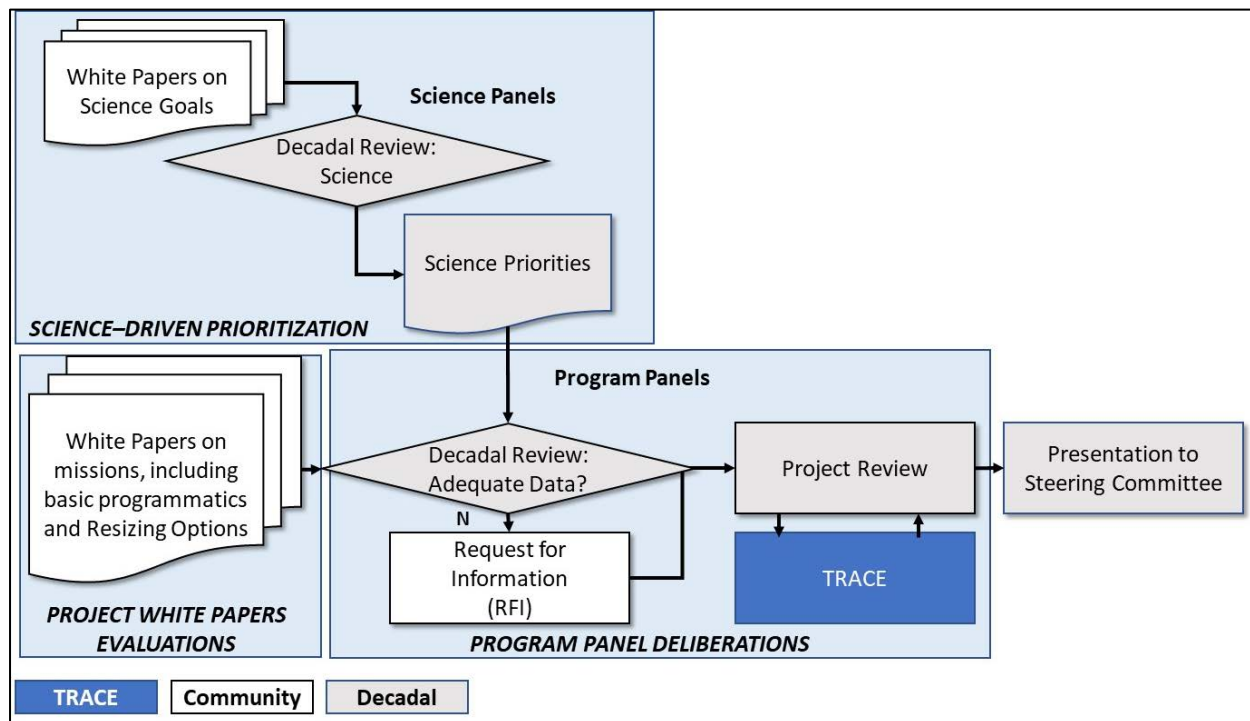 White Papers on
Science Goals
Science Panels
Decadal Review:
Science
Science Priorities
SCIENCE–DRIVEN PRIORITIZATION
Program Panels
White Papers on
missions, including
basic programmatics
and Resizing Options
Decadal Review:
Adequate Data?
Project Review
Presentation to
Steering Committee
N
Request for
Information
(RFI)
TRACE
PROJECT WHITE PAPERS
EVALUATIONS
PROGRAM PANEL DELIBERATIONS
TRACE
Community
Decadal